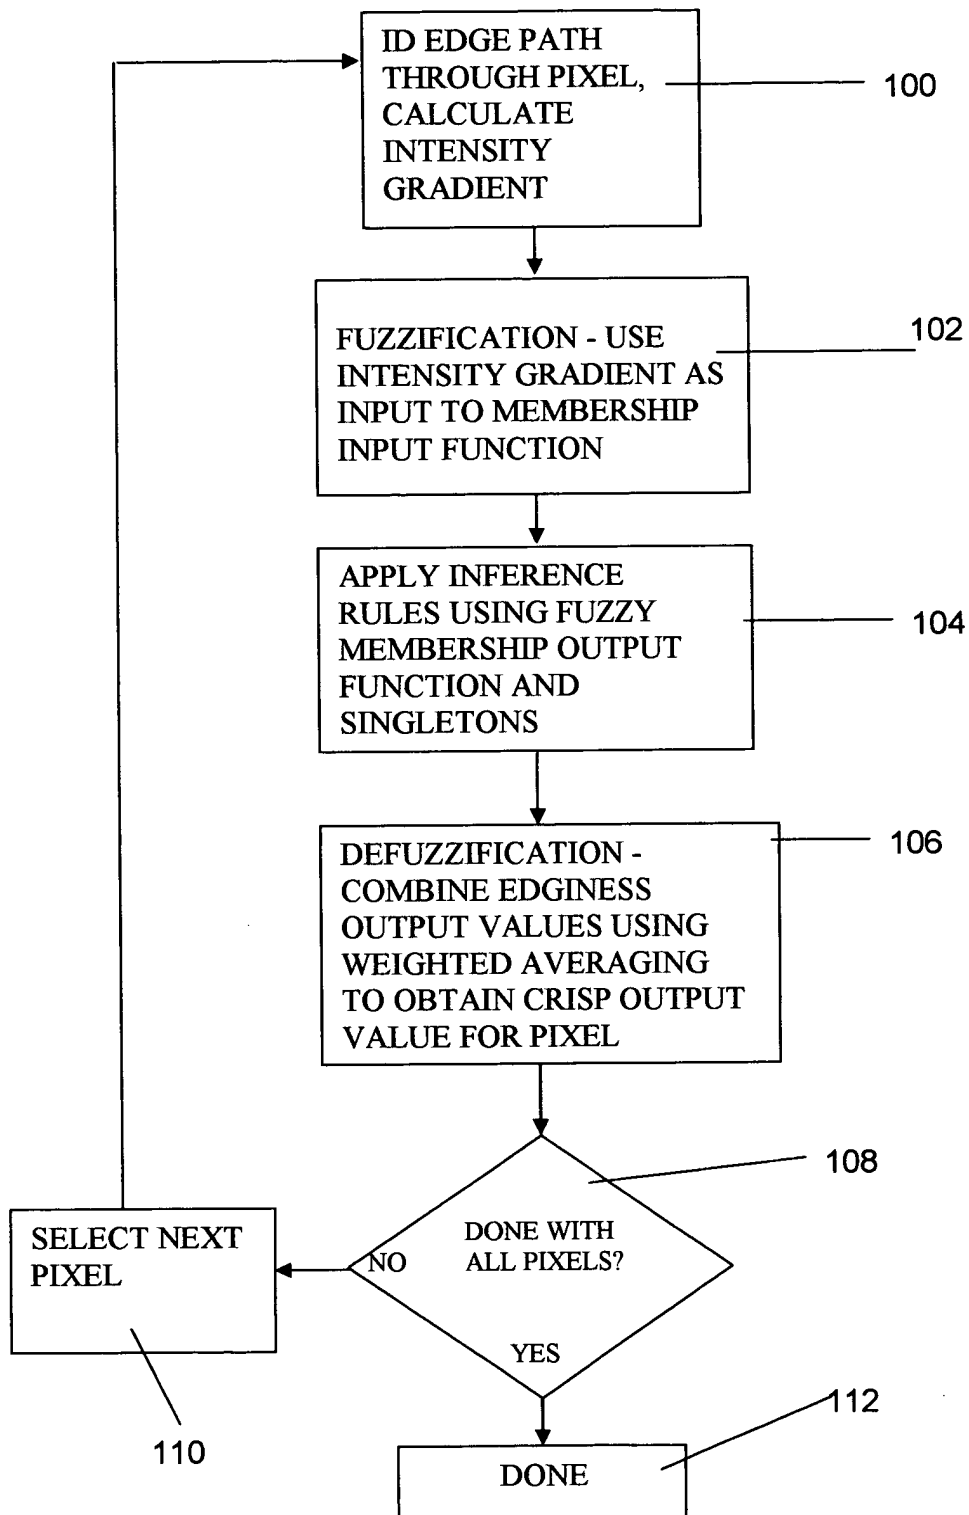 ID EDGE PATH
THROUGH PIXEL,
CALCULATE
INTENSITY
GRADIENT
100
FUZZIFICATION - USE
INTENSITY GRADIENT AS
INPUT TO MEMBERSHIP
INPUT FUNCTION
102
APPLY INFERENCE
RULES USING FUZZY
MEMBERSHIP OUTPUT
FUNCTION AND
SINGLETONS
104
DEFUZZIFICATION -
COMBINE EDGINESS
OUTPUT VALUES USING
WEIGHTED AVERAGING
TO OBTAIN CRISP OUTPUT
VALUE FOR PIXEL
106
DONE WITH
ALL PIXELS?
108
NO
YES
SELECT NEXT
PIXEL
110
DONE
112